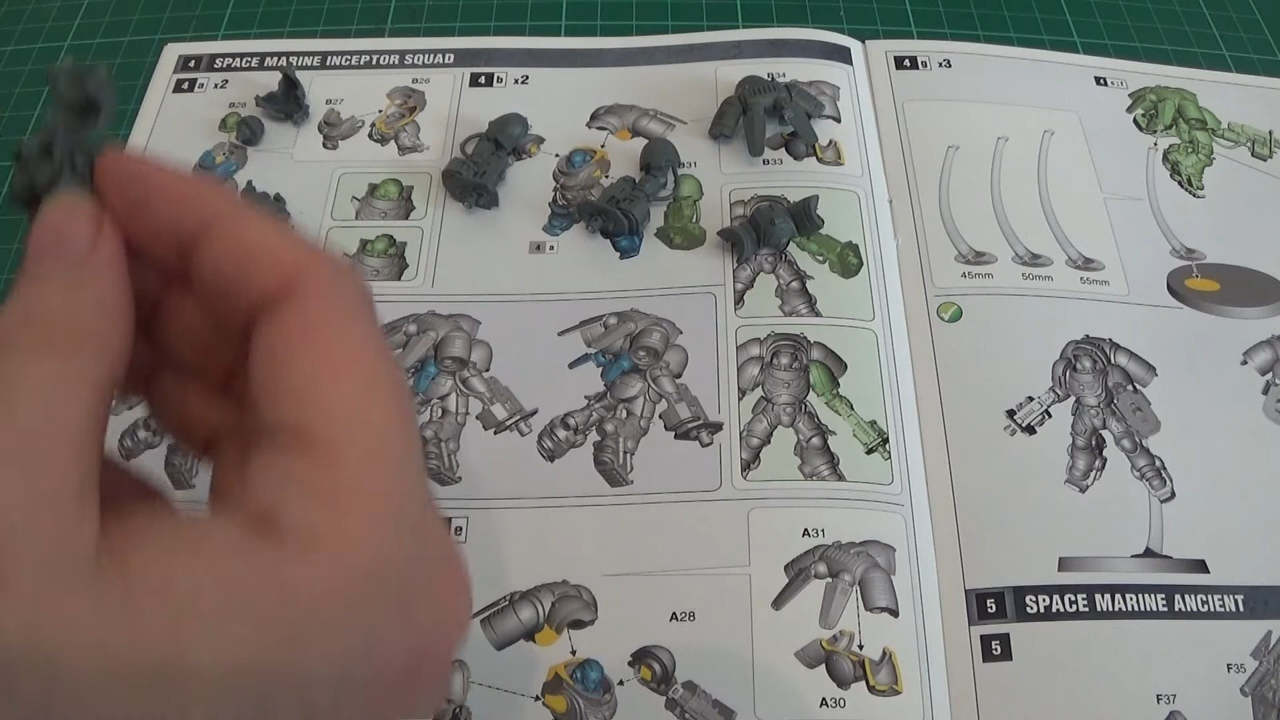 4 SPACE MARINE INCEPTOR SQUAD
4 a x2
B28
B27
B26
4 b x2
B34
B33
B31
4 a
4 g x3
45mm
50mm
55mm
e
A31
A28
A30
5 SPACE MARINE ANCIENT
5
F35
F37